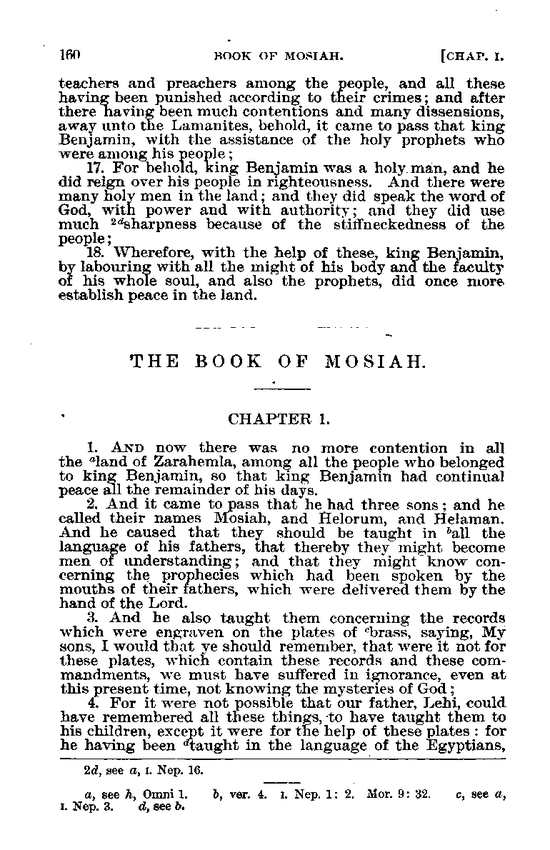 160 BOOK OF MOSIAH. [CHAP. I.
teachers and preachers among the people, and all these
having been punished according to their crimes; and after
there having been much contentions and many dissensions,
away unto the Lamanites, behold, it came to pass that king
Benjamin, with the assistance of the holy prophets who
were among his people;
17. For behold, king Benjamin was a holy man, and he
did reign over his people in righteousness. And there were
many holy men in the land; and they did speak the word of
God, with power and with authority; and they did use
much 2dsharpness because of the stiffneckedness of the
people;
18. Wherefore, with the help of these, king Benjamin,
by labouring with all the might of his body and the faculty
of his whole soul, and also the prophets, did once more
establish peace in the land.
THE BOOK OF MOSIAH.
CHAPTER 1.
1. AND now there was no more contention in all
the aland of Zarahemla, among all the people who belonged
to king Benjamin, so that king Benjamin had continual
peace all the remainder of his days.
2. And it came to pass that he had three sons; and he
called their names Mosiah, and Helorum, and Helaman.
And he caused that they should be taught in ball the
language of his fathers, that thereby they might become
men of understanding; and that they might know con-
cerning the prophecies which had been spoken by the
mouths of their fathers, which were delivered them by the
hand of the Lord.
3. And he also taught them concerning the records
which were engraven on the plates of cbrass, saying, My
sons, I would that ye should remember, that were it not for
these plates, which contain these records and these com-
mandments, we must have suffered in ignorance, even at
this present time, not knowing the mysteries of God;
4. For it were not possible that our father, Lehi, could
have remembered all these things, to have taught them to
his children, except it were for the help of these plates: for
he having been dtaught in the language of the Egyptians,
2d, see a, I. Nep. 16.
a, see h, Omni 1. b, ver. 4. I. Nep. 1: 2. Mor. 9: 32. c, see a,
I. Nep. 3. d, see b.